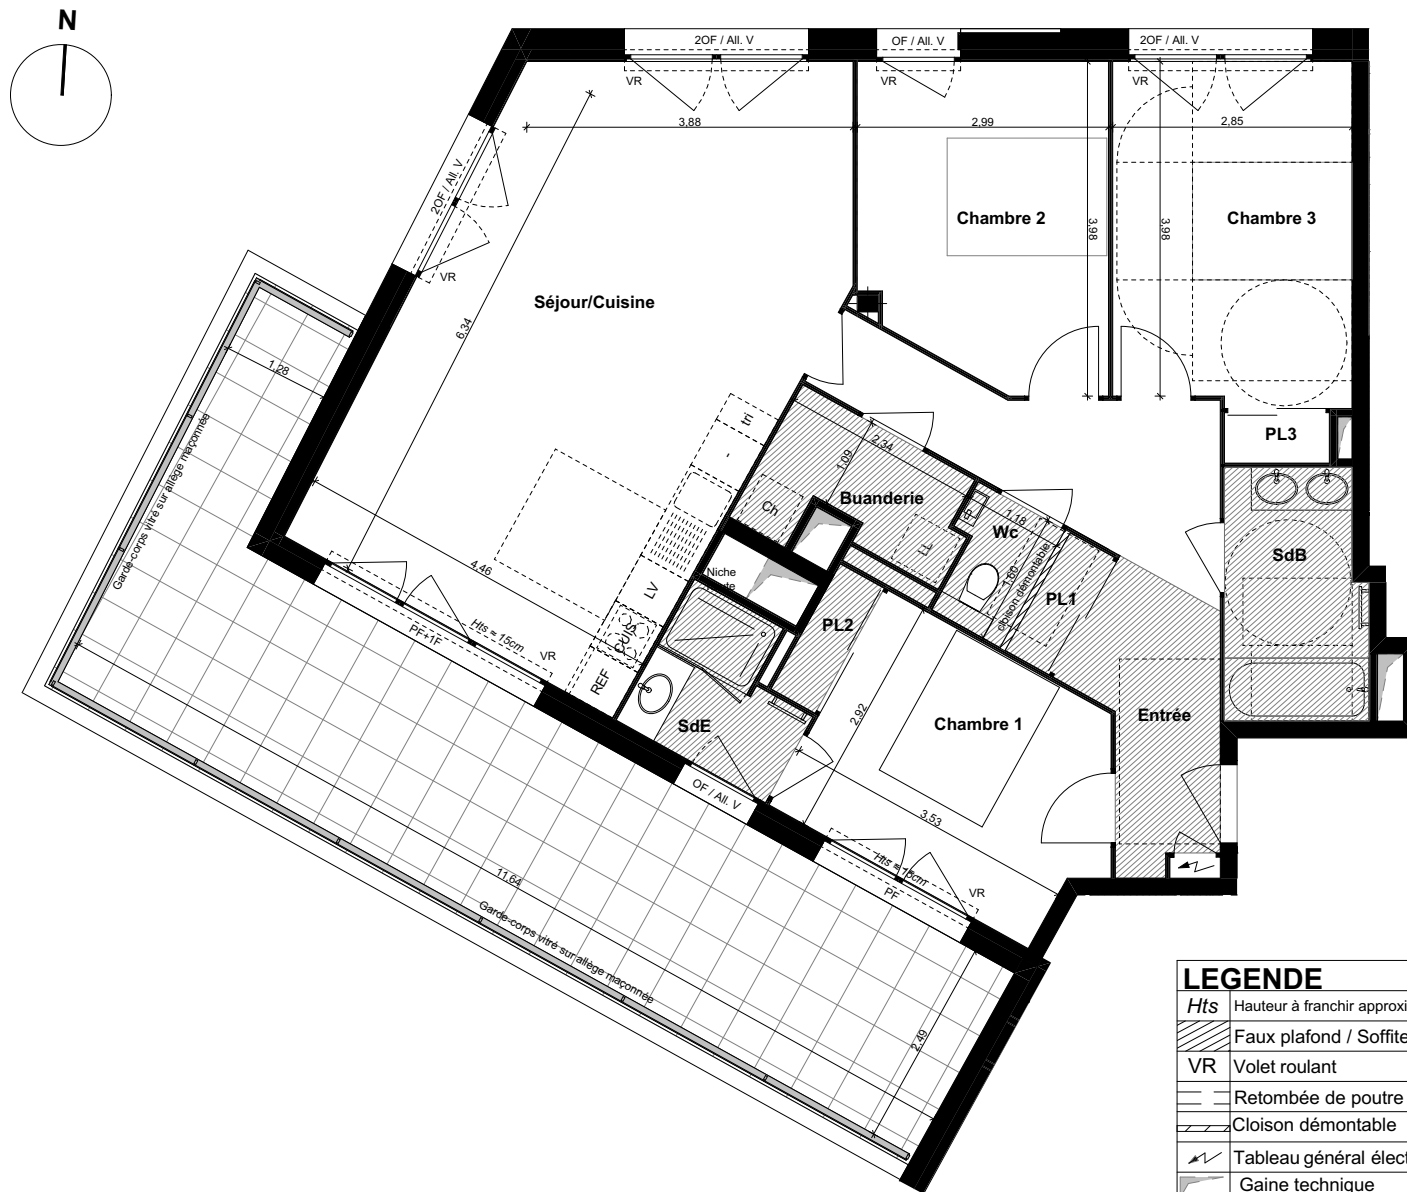 N
2OF / All. V
OF / All. V
2OF / All. V
VR
VR
VR
3,88
2,99
2,85
2OF / All. V
VR
Chambre 2
3,98
3,98
Chambre 3
Séjour/Cuisine
6,34
1,28
Garde-corps vitré sur allège maçonnée
tri
2,34
1,09
PL3
Buanderie
Ch
LL
1,18
Wc
1,60
cloison démontable
PL1
SdB
4,46
Niche
LV
CUIS
REF
PL2
Hts ≈ 15cm
PF+1F
VR
SdE
2,92
Chambre 1
Entrée
OF / All. V
3,53
Hts ≈ 15cm
PF
VR
11,64
Garde-corps vitré sur allège maçonnée
2,49
LEGENDE
Hts Hauteur à franchir approxi
Faux plafond / Soffite
VR Volet roulant
Retombée de poutre
Cloison démontable
Tableau général élect
Gaine technique